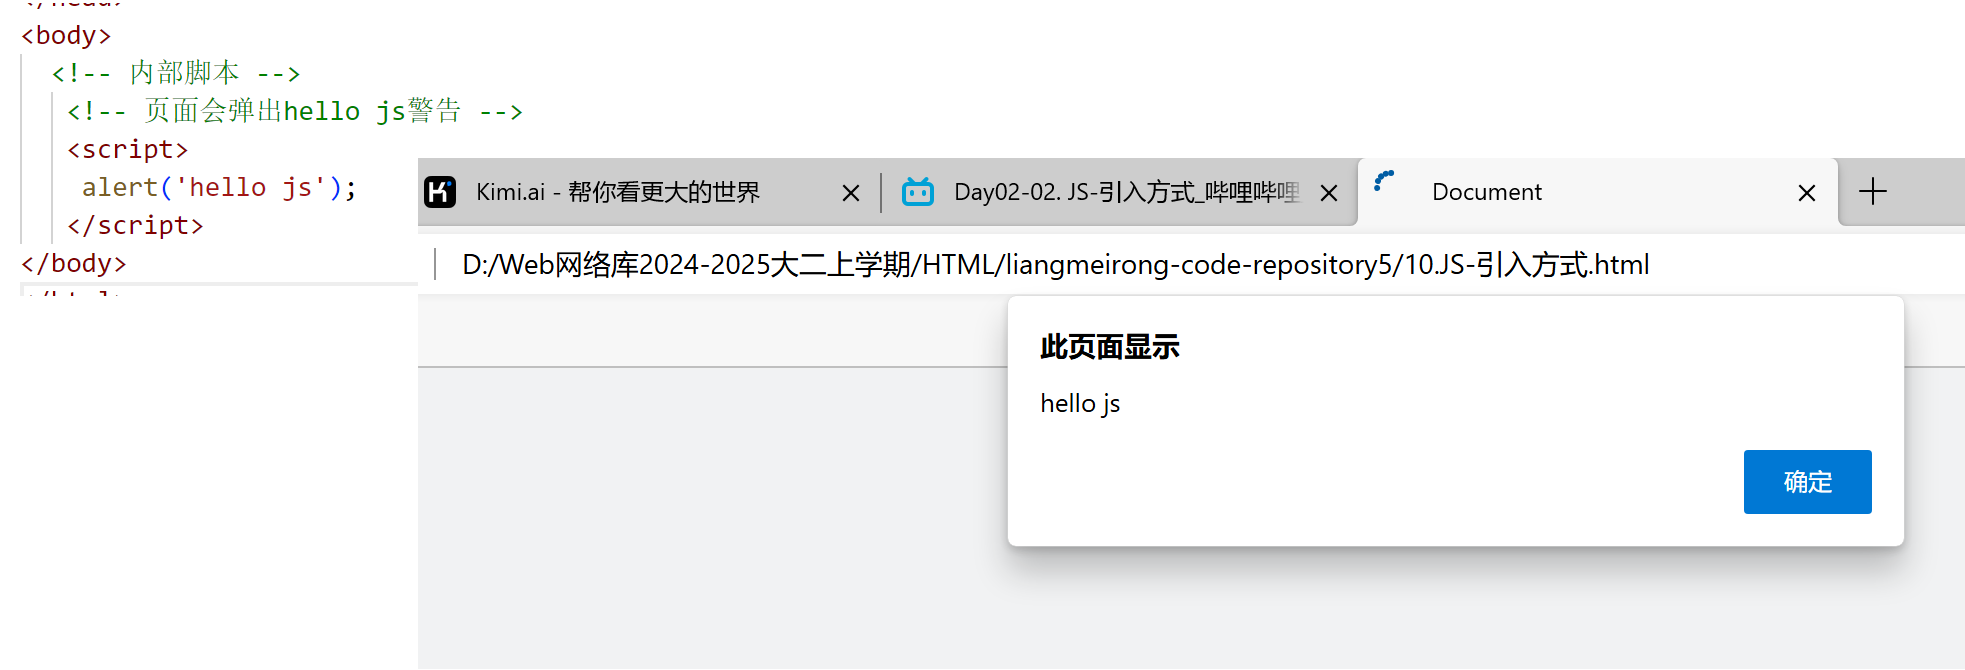 <body>
<!-- 内部脚本 -->
<!-- 页面会弹出hello js警告 -->
<script>
alert('hello js');
</script>
</body>
Kimi.ai - 帮你看更大的世界
Day02-02. JS-引入方式_哔哩哔哩
Document
D:/Web网络库2024-2025大二上学期/HTML/liangmeirong-code-repository5/10.JS-引入方式.html
此页面显示
hello js
确定